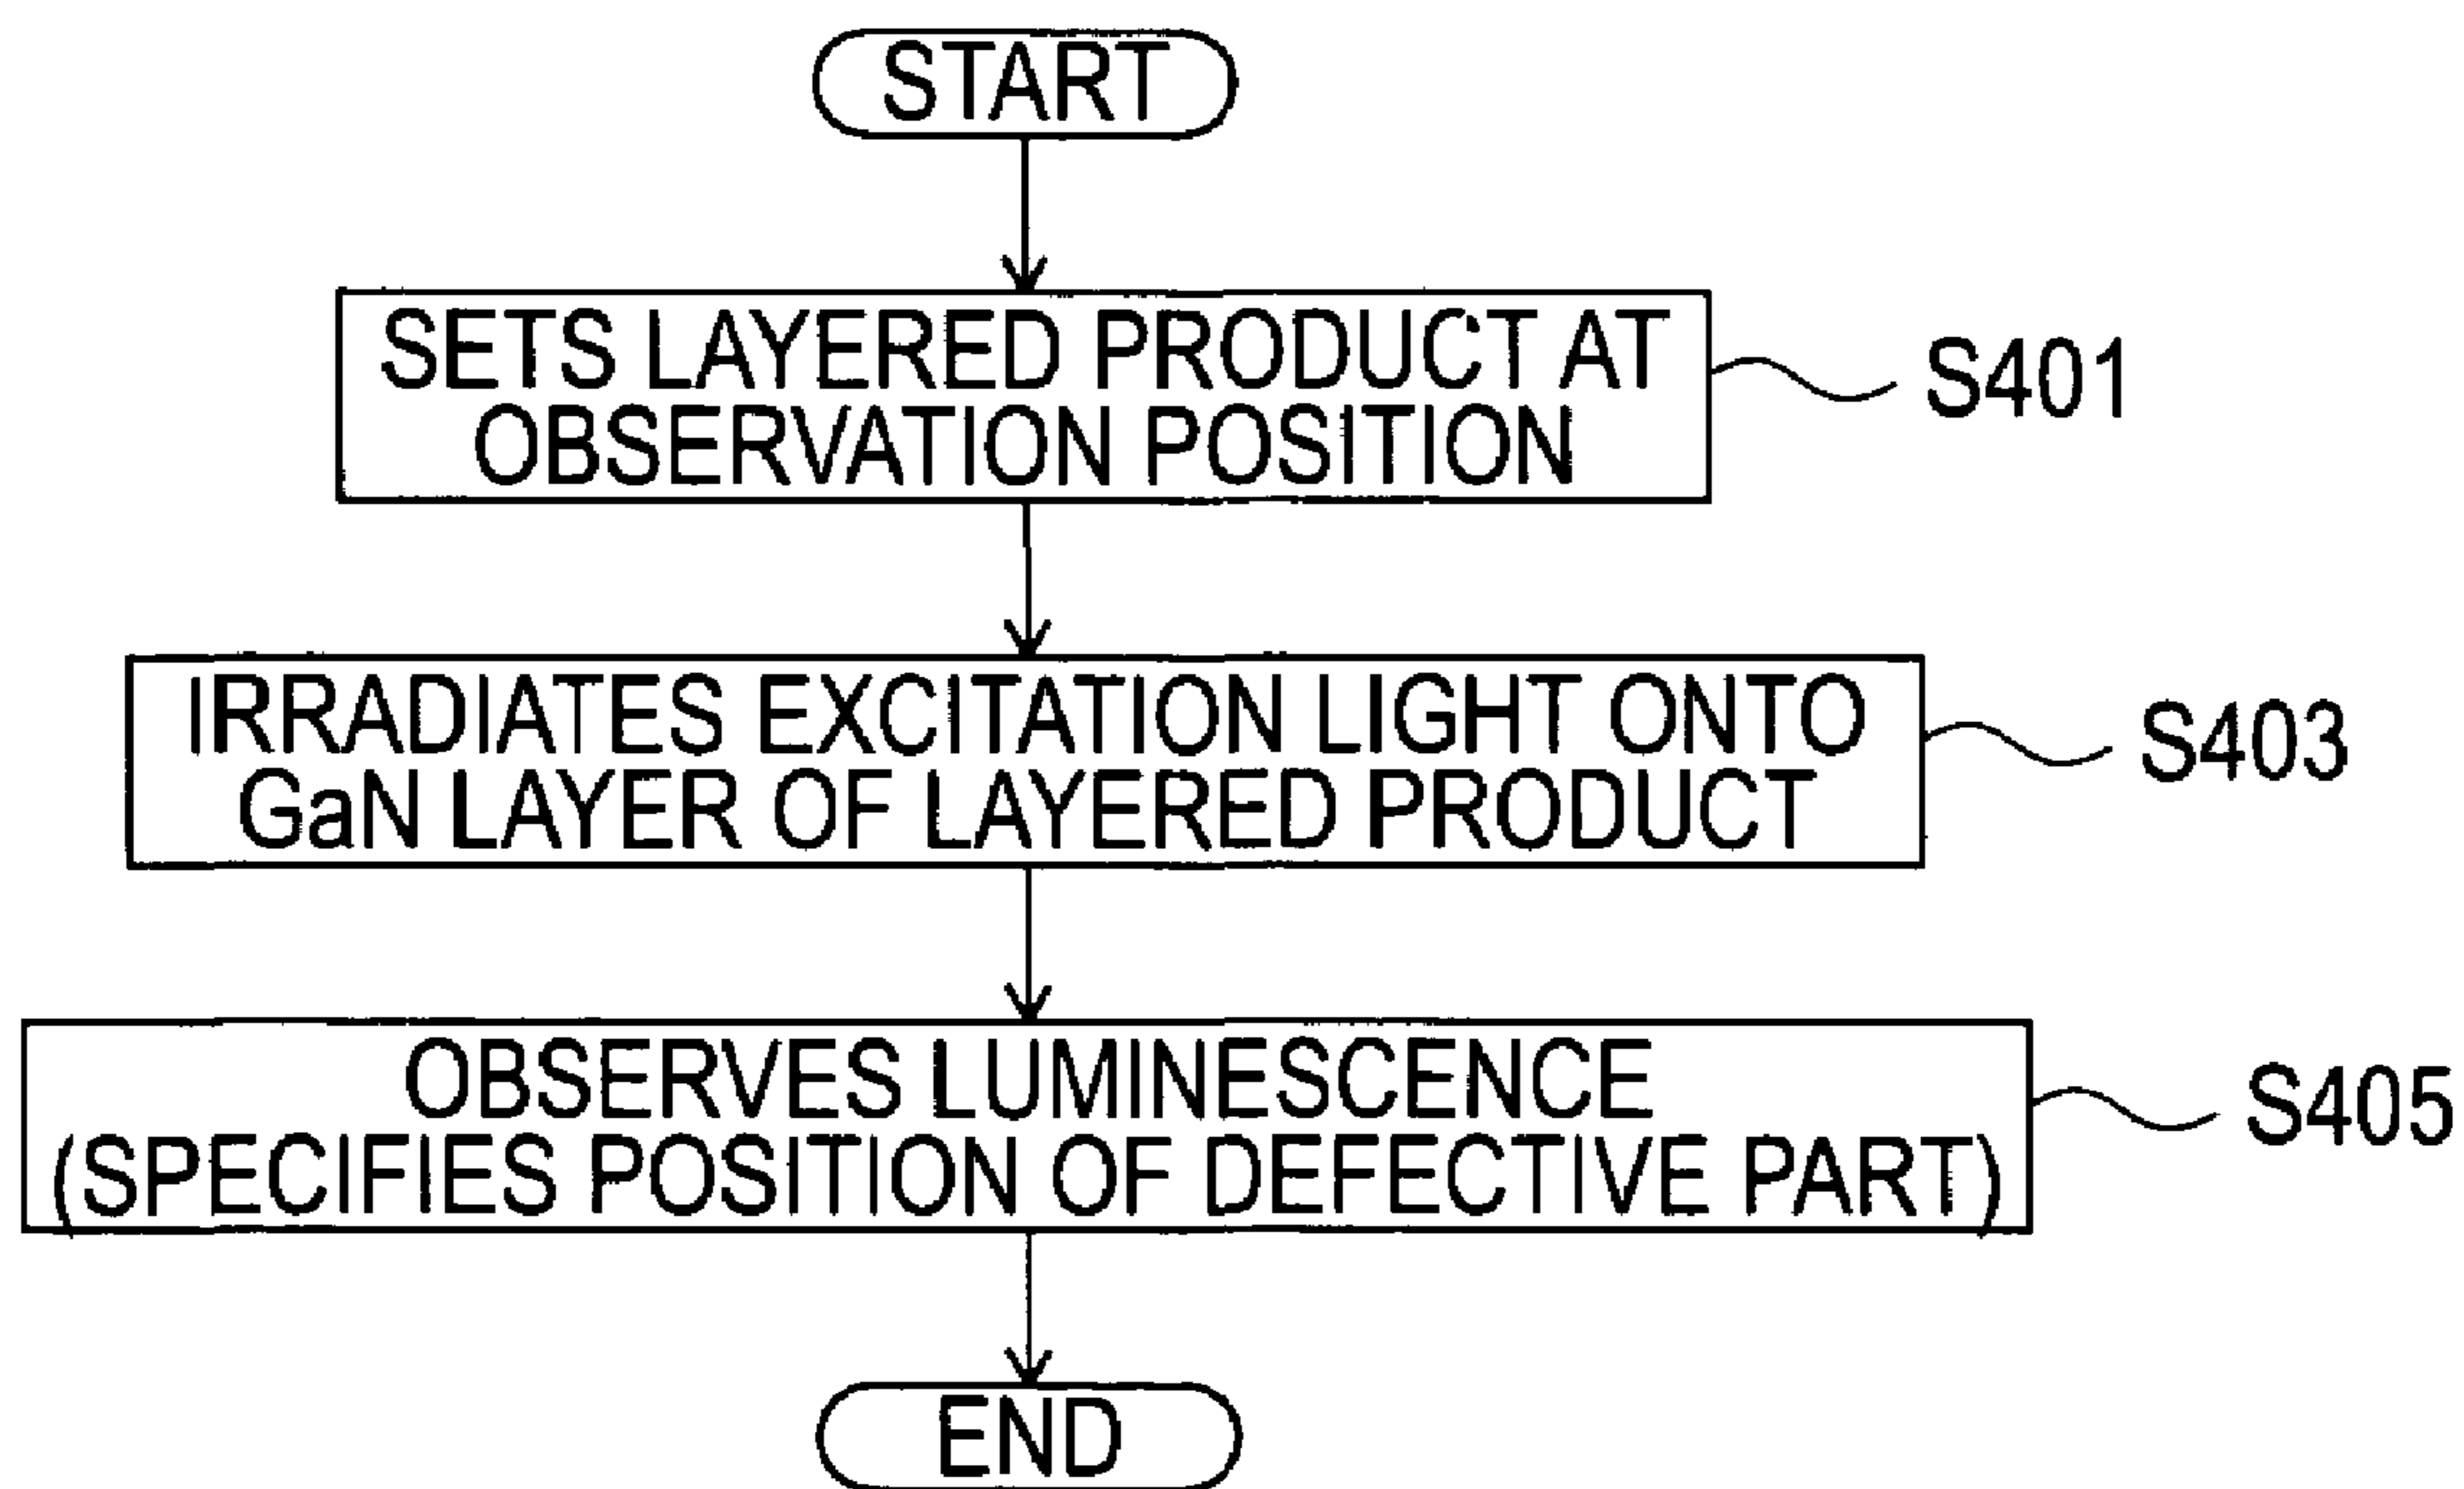 START
SETS LAYERED PRODUCT AT
OBSERVATION POSITION
S401
IRRADIATES EXCITATION LIGHT ONTO
GaN LAYER OF LAYERED PRODUCT
S403
OBSERVES LUMINESCENCE
(SPECIFIES POSITION OF DEFECTIVE PART)
S405
END